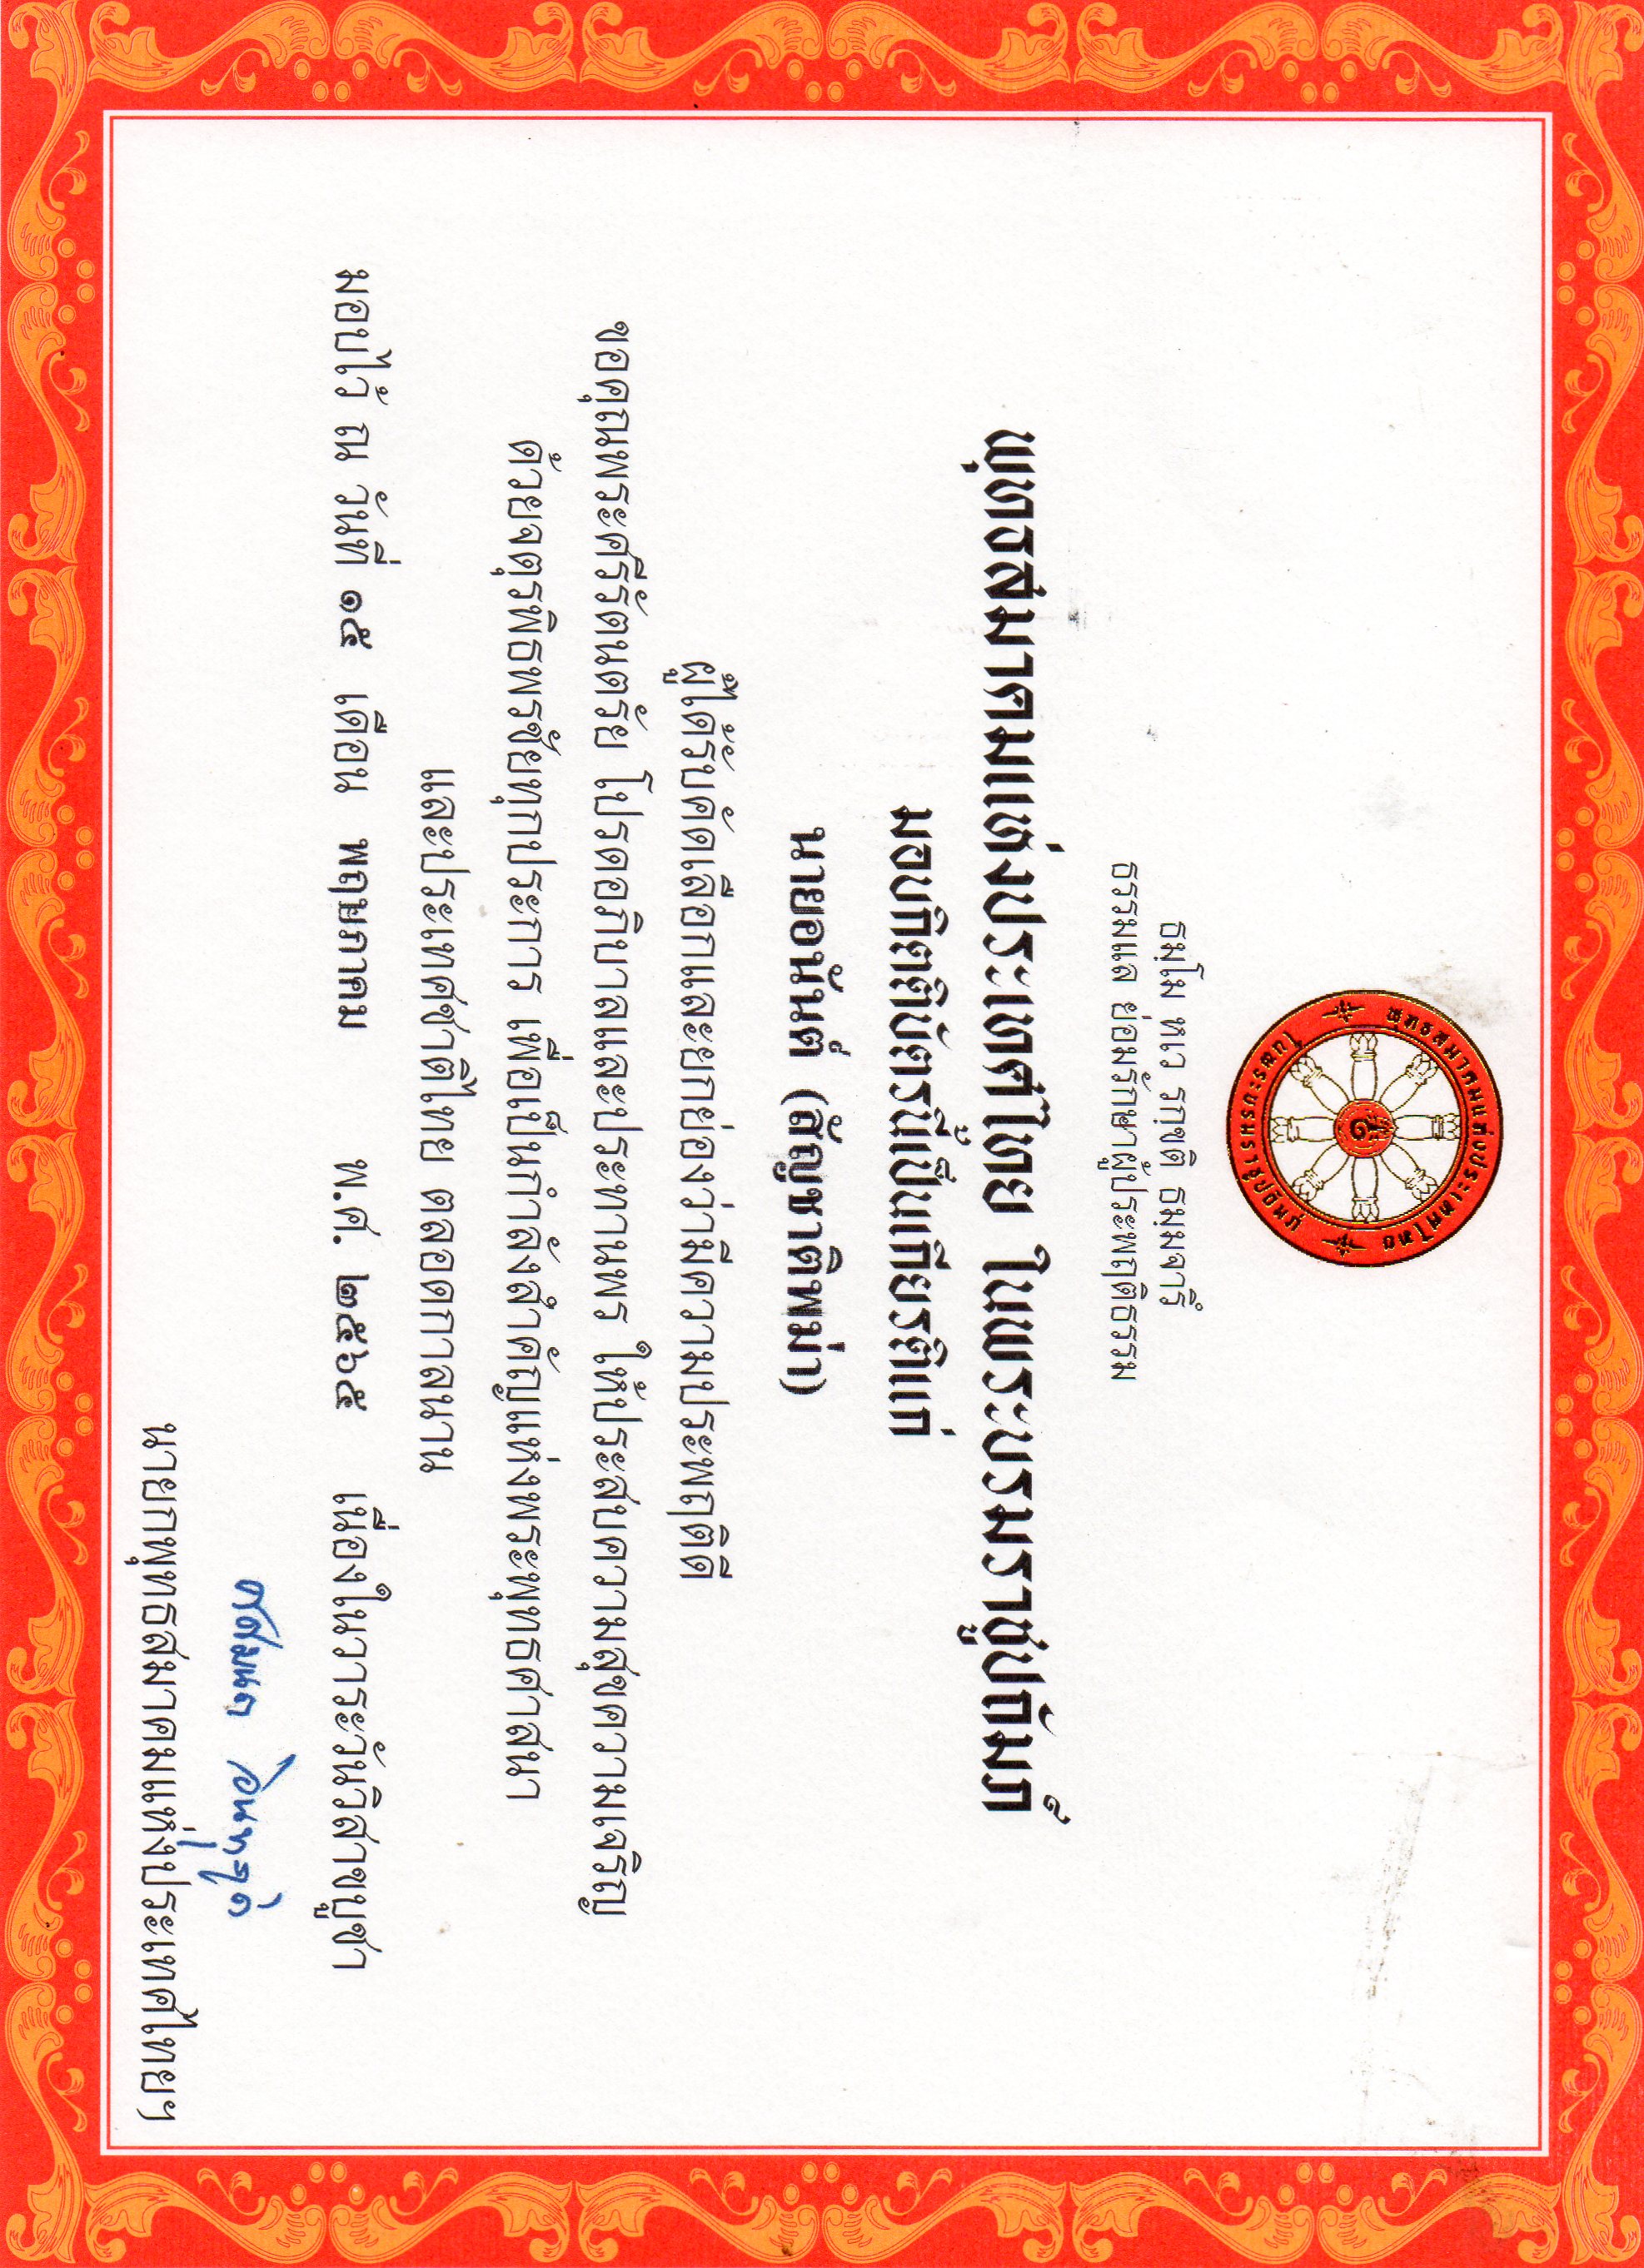 พุทธสมาคมแห่งประเทศไทย
ในพระบรมราชูปถัมภ์
ธมฺโม หเว รกฺขติ ธมฺมจารึ
ธรรมแล ย่อมรักษาผู้ประพฤติธรรม
พุทธสมาคมแห่งประเทศไทย ในพระบรมราชูปถัมภ์
มอบกิตติบัตรนี้เป็นเกียรติแก่
นายอนันต์ (สัญชาติพม่า)
ผู้ได้รับคัดเลือกและยกย่องว่ามีความประพฤติดี
ขอคุณพระศรีรัตนตรัย โปรดอภิบาลและประทานพร ให้ประสบความสุขความเจริญ
ด้วยจตุรพิธพรชัยทุกประการ เพื่อเป็นกำลังสำคัญแห่งพระพุทธศาสนา
และประเทศชาติไทย ตลอดกาลนาน
มอบไว้ ณ วันที่ ๑๕ เดือน พฤษภาคม พ.ศ. ๒๕๖๕ เนื่องในวาระวันวิสาขบูชา
นายกพุทธสมาคมแห่งประเทศไทยฯ